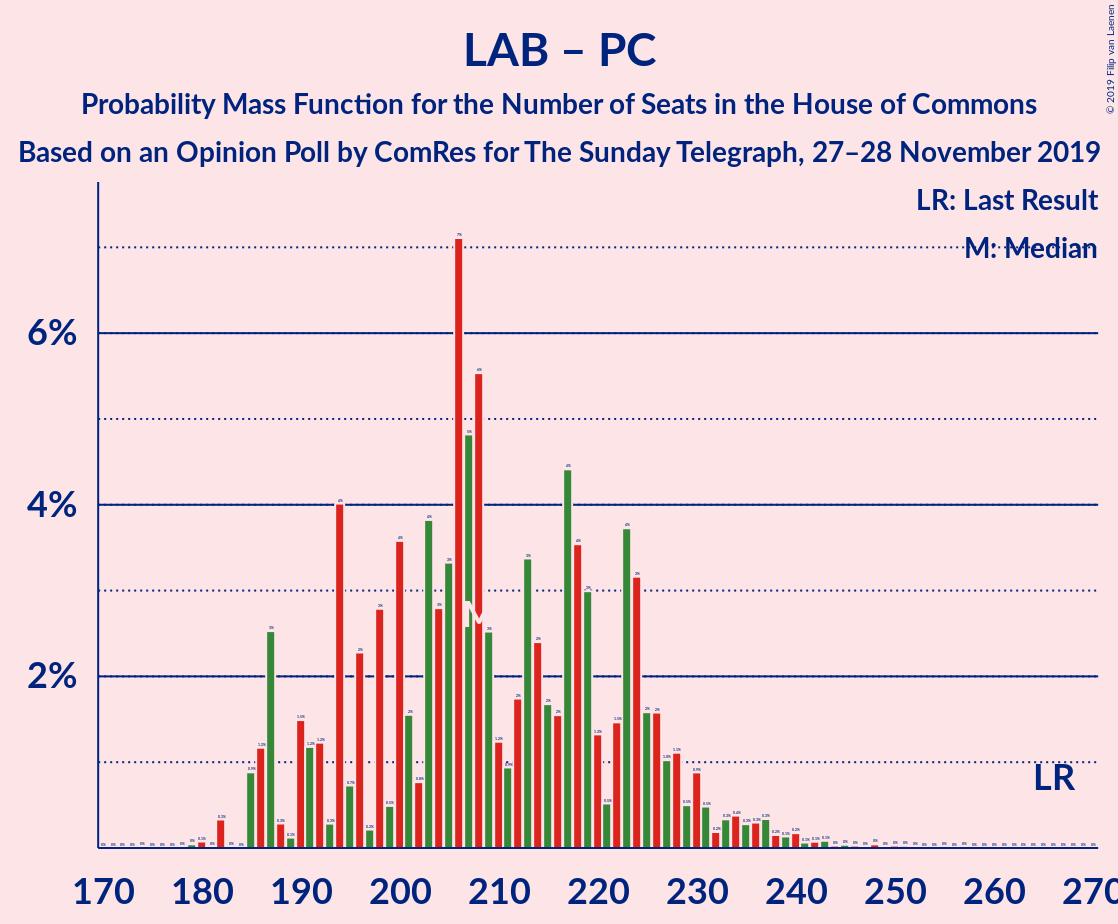 LAB – PC
Probability Mass Function for the Number of Seats in the House of Commons
Based on an Opinion Poll by ComRes for The Sunday Telegraph, 27–28 November 2019
© 2019 Filip van Laenen
LR: Last Result
M: Median
6%
4%
2%
M
LR
170 180 190 200 210 220 230 240 250 260 270